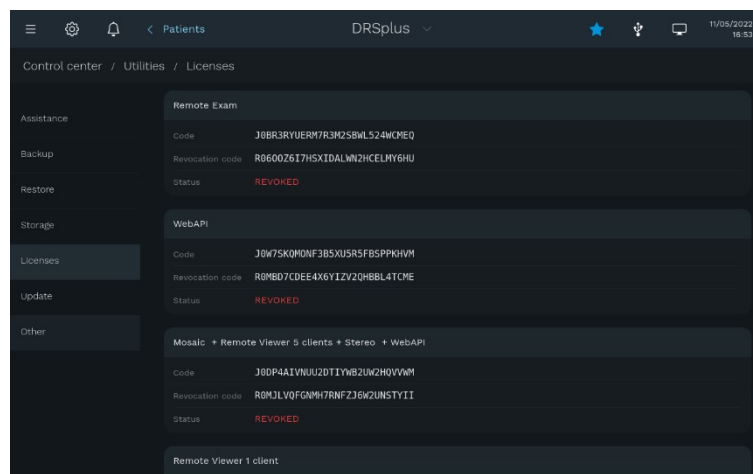 Patients
DRSplus
11/05/2022
16:53
Control center / Utilities / Licenses
Assistance
Backup
Restore
Storage
Licenses
Update
Other
Remote Exam
Code J0BR3RYUERM7R3M2SBWL524WCMEQ
Revocation code R06OOZ6I7HSXIDALWN2HCELMY6HU
Status REVOKED
WebAPI
Code J0W7SKQMONF3B5XU5R5FBSPPKHVM
Revocation code R0MBD7CDEE4X6YIZV2QHBBL4TCME
Status REVOKED
Mosaic + Remote Viewer 5 clients + Stereo + WebAPI
Code J0DP4AIVNUU2DTIYWB2UW2HQVVWM
Revocation code R0MJLVQFGNMH7RNFZJ6W2UNSTYII
Status REVOKED
Remote Viewer 1 client